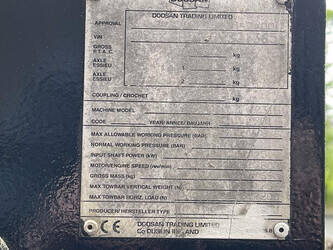 DOOSAN
DOOSAN TRADING LIMITED
APPROVAL
VIN
GROSS
P.T.A.C. kg
AXLE
ESSIEU 1 kg
AXLE
ESSIEU 2 kg
COUPLING / CROCHET kg
MACHINE MODEL
CODE YEAR/ANNEE/BAUJAHR
MAX ALLOWABLE WORKING PRESSURE (BAR)
NORMAL WORKING PRESSURE (BAR)
INPUT SHAFT POWER (kW)
MOTOR/ENGINE SPEED (rev/min)
GROSS MASS (kg)
MAX TOWBAR VERTICAL WEIGHT (N)
MAX TOWBAR HORIZ. LOAD (N)
PRODUCER/ HERSTELLER TYPE
CE DOOSAN TRADING LIMITED
Co DUBLIN IRELAND